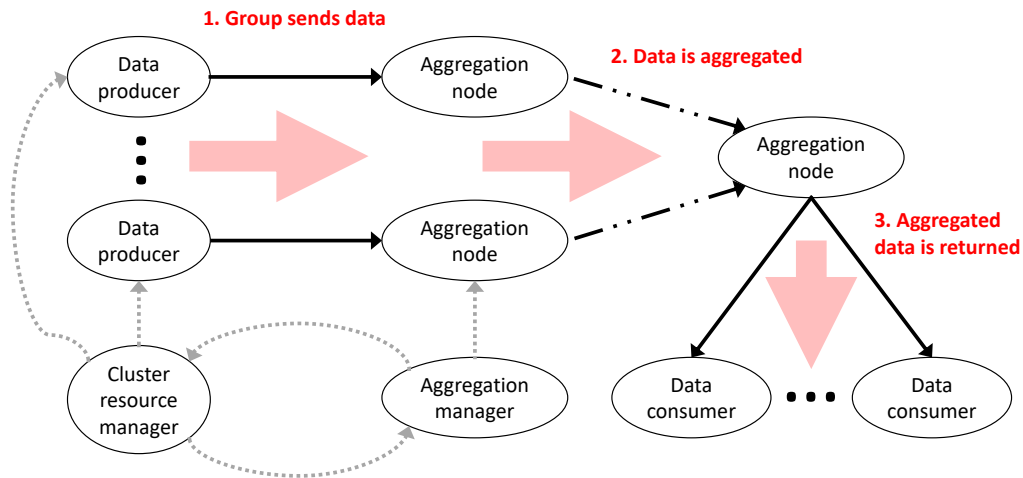 1. Group sends data
Data
producer
Aggregation
node
2. Data is aggregated
Aggregation
node
Data
producer
Aggregation
node
3. Aggregated
data is returned
Cluster
resource
manager
Aggregation
manager
Data
consumer
Data
consumer